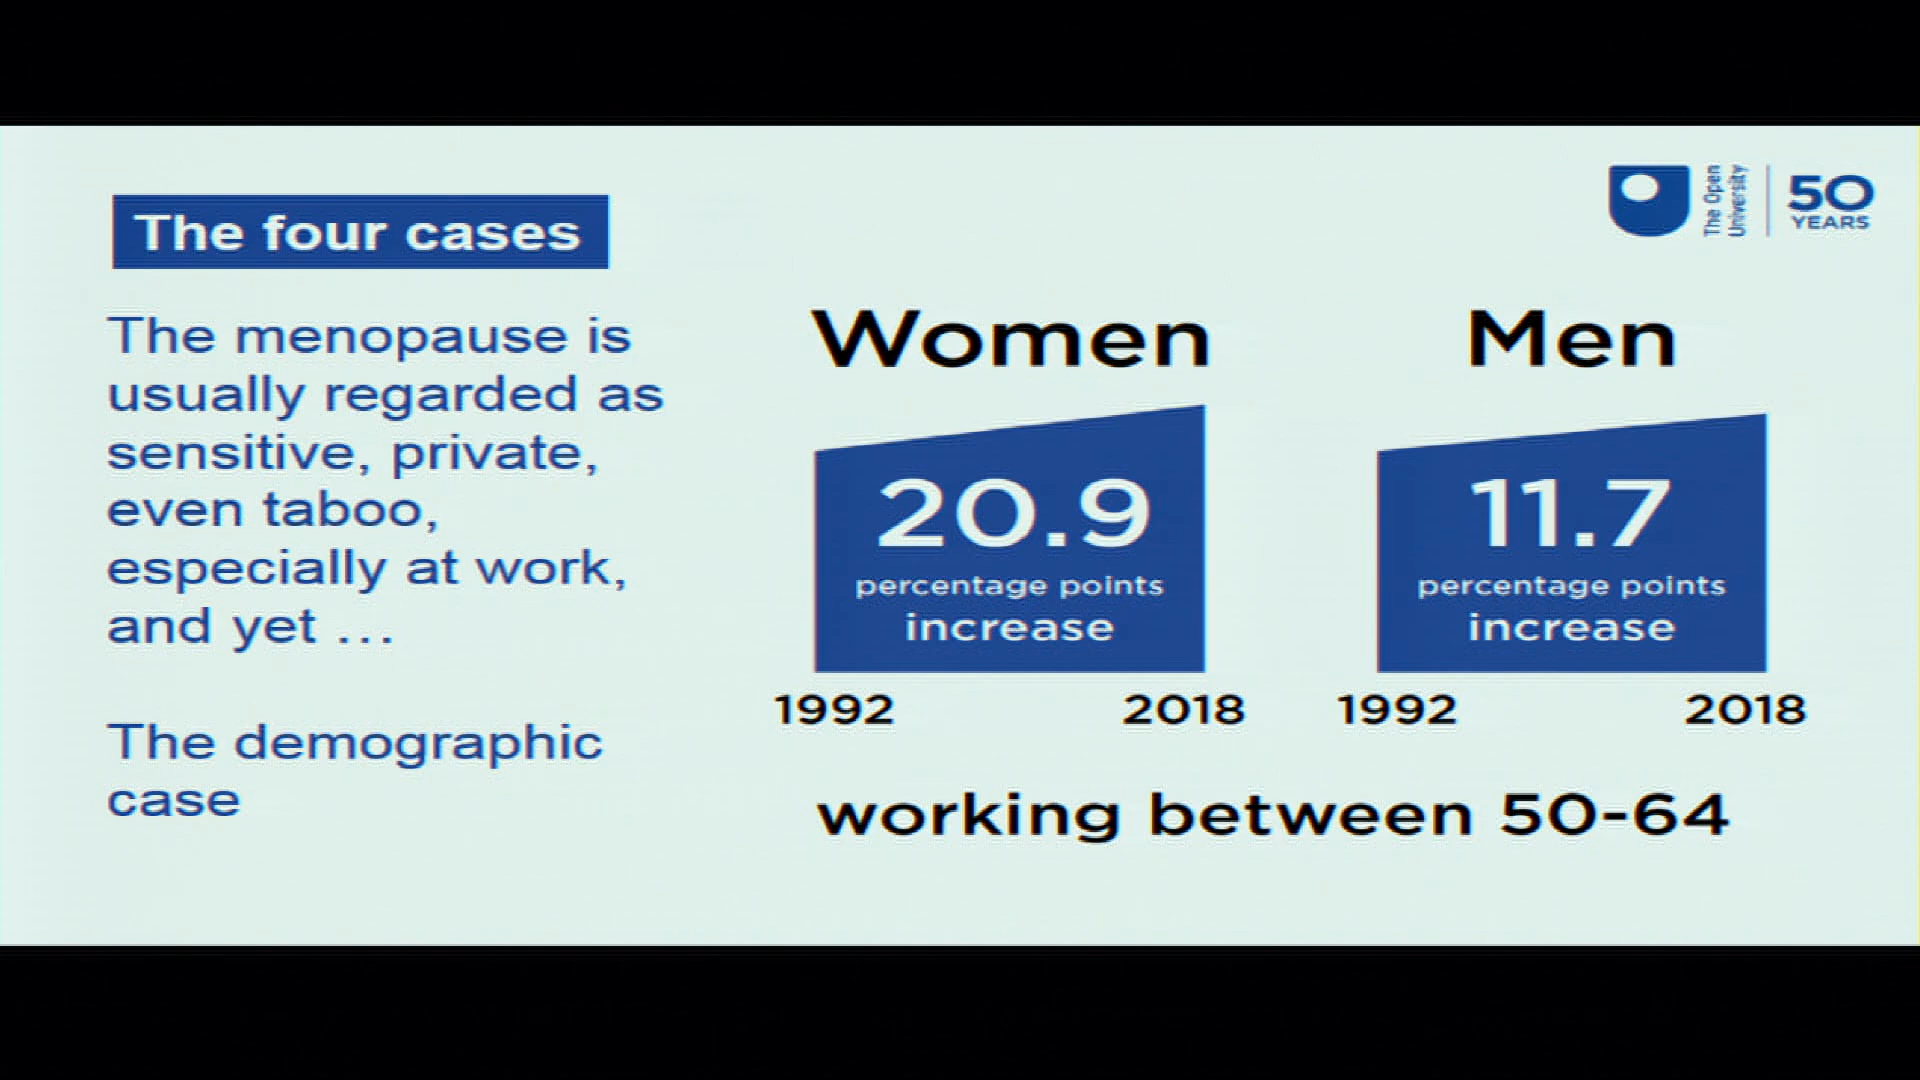 The four cases
The menopause is
usually regarded as
sensitive, private,
even taboo,
especially at work,
and yet ...
The demographic
case
The Open
University
50
YEARS
Women
20.9
percentage points
increase
1992 2018
Men
11.7
percentage points
increase
1992 2018
working between 50-64